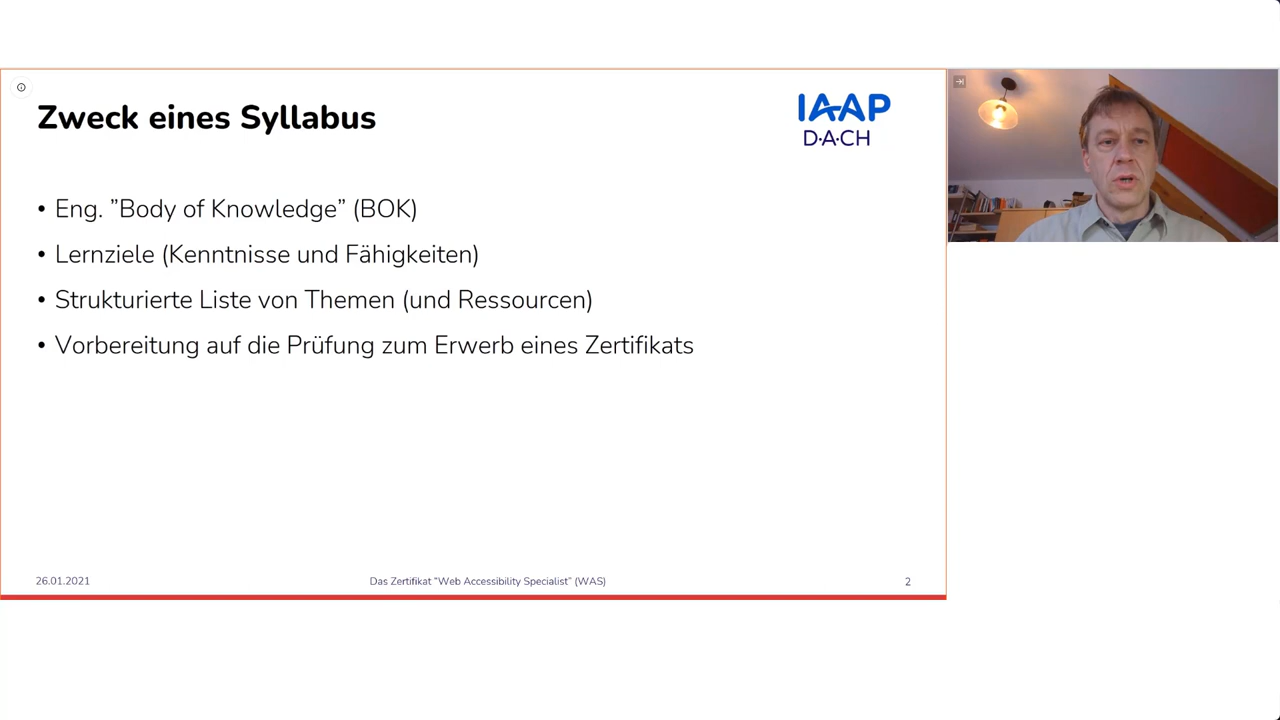 Zweck eines Syllabus
IAAP
D·A·CH
• Eng. ”Body of Knowledge” (BOK)
• Lernziele (Kenntnisse und Fähigkeiten)
• Strukturierte Liste von Themen (und Ressourcen)
• Vorbereitung auf die Prüfung zum Erwerb eines Zertifikats
26.01.2021
Das Zertifikat “Web Accessibility Specialist” (WAS)
2